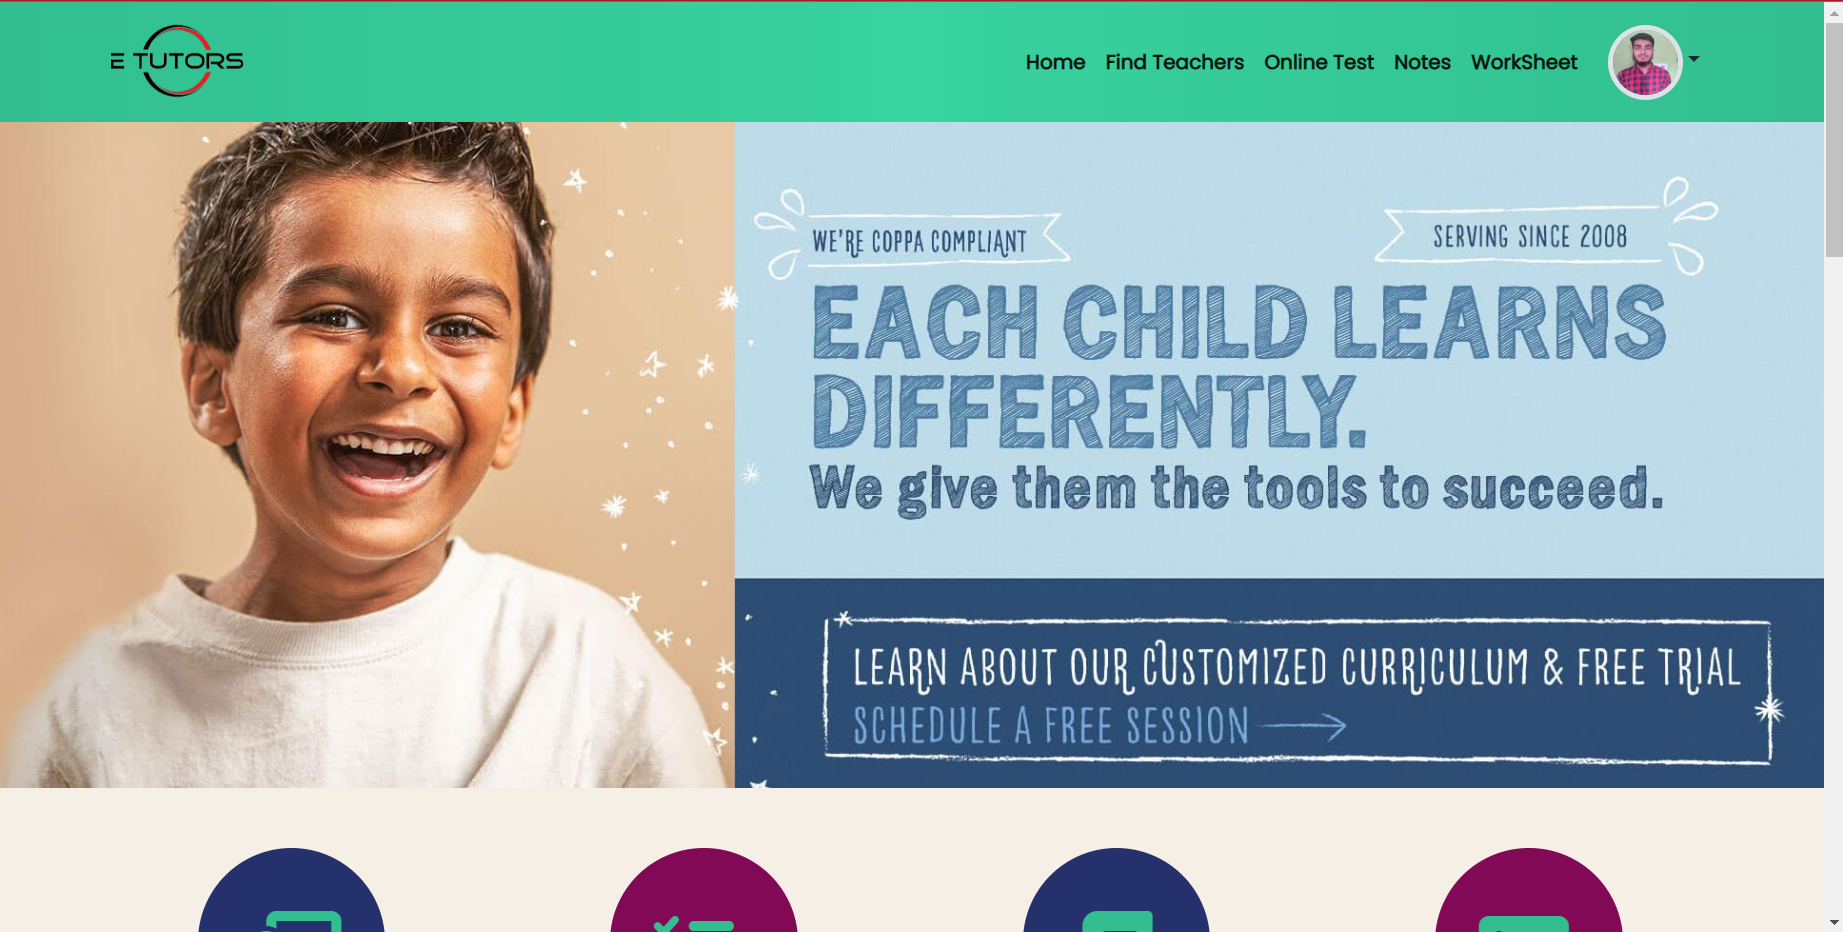 E TUTORS
Home Find Teachers Online Test Notes WorkSheet
WE'RE COPPA COMPLIANT
SERVING SINCE 2008
EACH CHILD LEARNS
DIFFERENTLY.
We give them the tools to succeed.
LEARN ABOUT OUR CUSTOMIZED CURRICULUM & FREE TRIAL
SCHEDULE A FREE SESSION